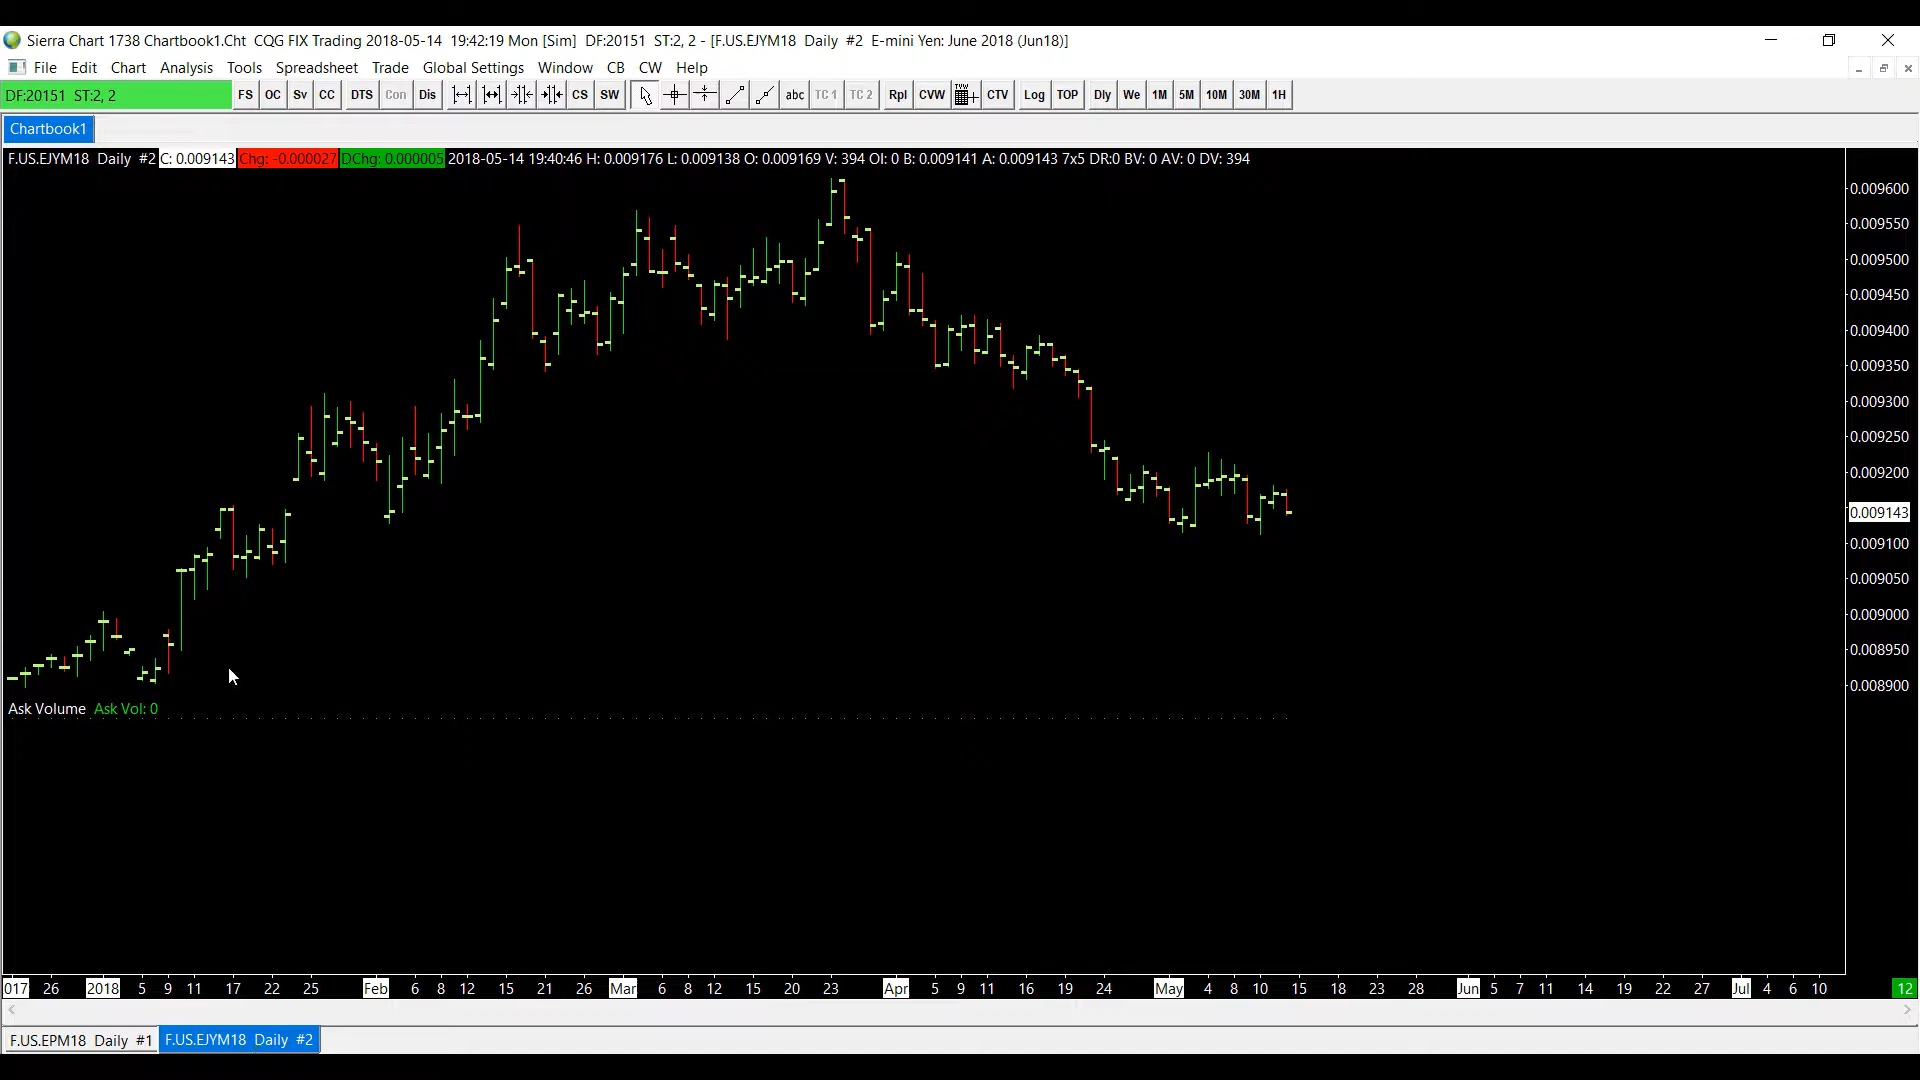 Sierra Chart 1738 Chartbook1.Cht  CQG FIX Trading 2018-05-14  19:42:19 Mon [Sim]  DF:20151  ST:2, 2 - [F.US.EJYM18  Daily  #2  E-mini Yen: June 2018 (Jun18)]
File Edit Chart Analysis Tools Spreadsheet Trade Global Settings Window CB CW Help
DF:20151  ST:2, 2 FS OC Sv CC DTS Con Dis CS SW abc TC 1 TC 2 Rpl CVW TVW CTV Log TOP Dly We 1M 5M 10M 30M 1H
Chartbook1
F.US.EJYM18  Daily  #2 C: 0.009143 Chg: -0.000027 DChg: 0.000005 2018-05-14 19:40:46 H: 0.009176 L: 0.009138 O: 0.009169 V: 394 OI: 0 B: 0.009141 A: 0.009143 7x5 DR:0 BV: 0 AV: 0 DV: 394
0.009600
0.009550
0.009500
0.009450
0.009400
0.009350
0.009300
0.009250
0.009200
0.009143
0.009100
0.009050
0.009000
0.008950
0.008900
Ask Volume Ask Vol: 0
017 26 2018 5 9 11 17 22 25 Feb 6 8 12 15 21 26 Mar 6 8 12 15 20 23 Apr 5 9 11 16 19 24 May 4 8 10 15 18 23 28 Jun 5 7 11 14 19 22 27 Jul 4 6 10 12
F.US.EPM18  Daily  #1 F.US.EJYM18  Daily  #2